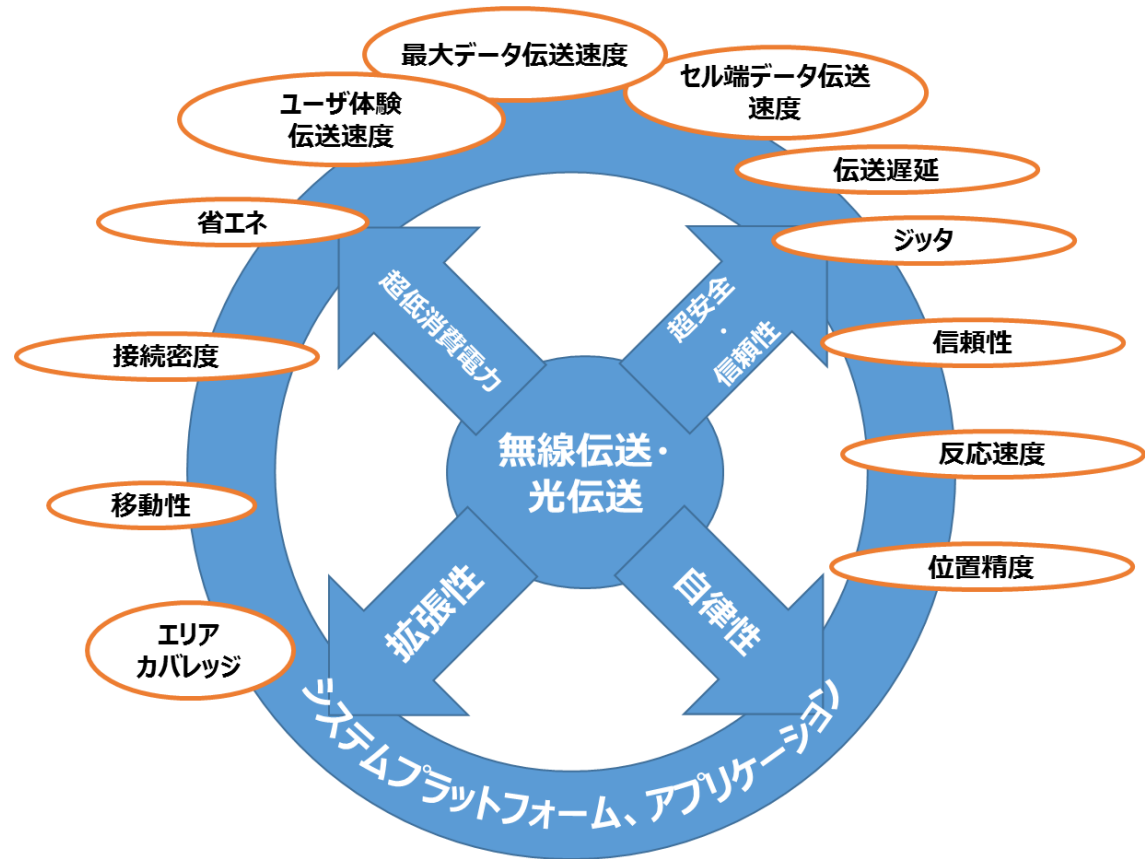 最大データ伝送速度
セル端データ伝送
速度
ユーザ体験
伝送速度
伝送遅延
省エネ
ジッタ
超低消費電力
超安全
・
信頼性
接続密度
信頼性
無線伝送・
光伝送
反応速度
移動性
位置精度
拡張性
自律性
エリア
カバレッジ
システムプラットフォーム、アプリケーション